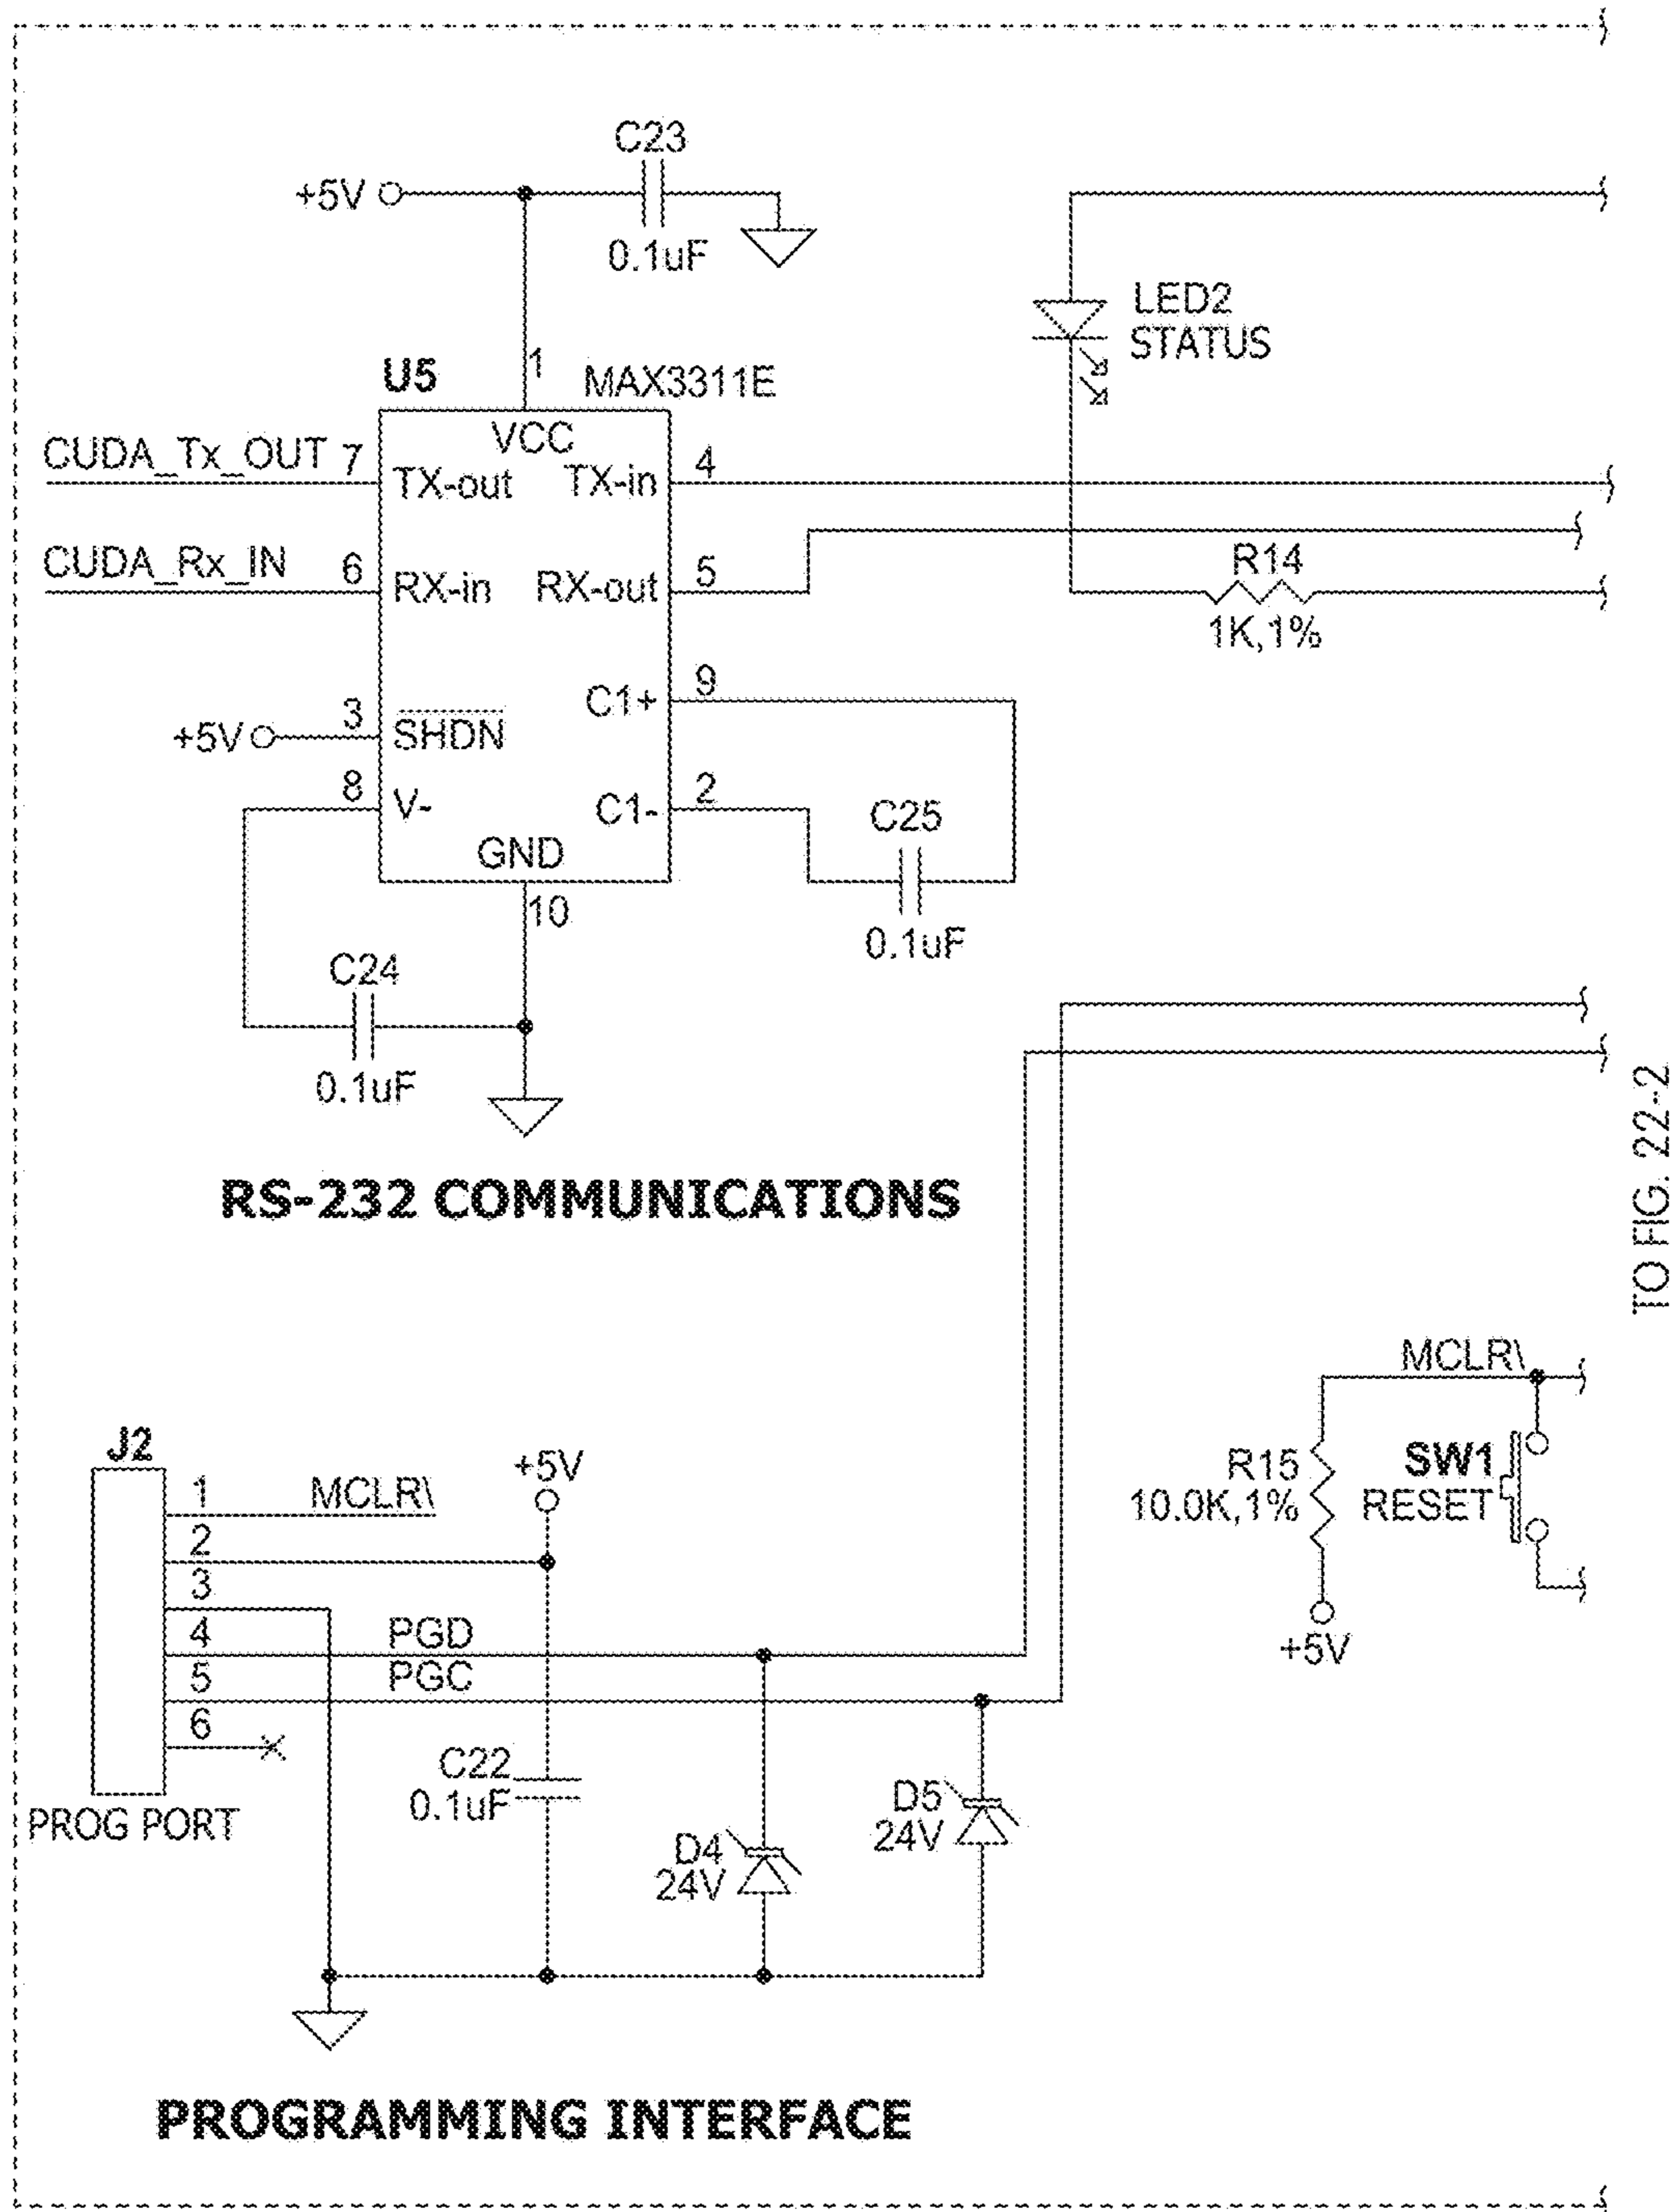 C23
+5V
0.1uF
LED2
STATUS
U5
1
MAX3311E
VCC
CUDA_Tx_OUT 7
TX-out
TX-in
4
CUDA_Rx_IN
6
RX-in
RX-out
5
R14
1K,1%
9
C1+
+5V
3
SHDN
8
V-
2
C1-
C25
GND
10
0.1uF
C24
0.1uF
RS-232 COMMUNICATIONS
TO FIG. 22-2
MCLR\
J2
+5V
R15
10.0K,1%
SW1
RESET
+5V
1
MCLR\
2
3
4
PGD
5
PGC
6
C22
0.1uF
PROG PORT
D4
24V
D5
24V
PROGRAMMING INTERFACE